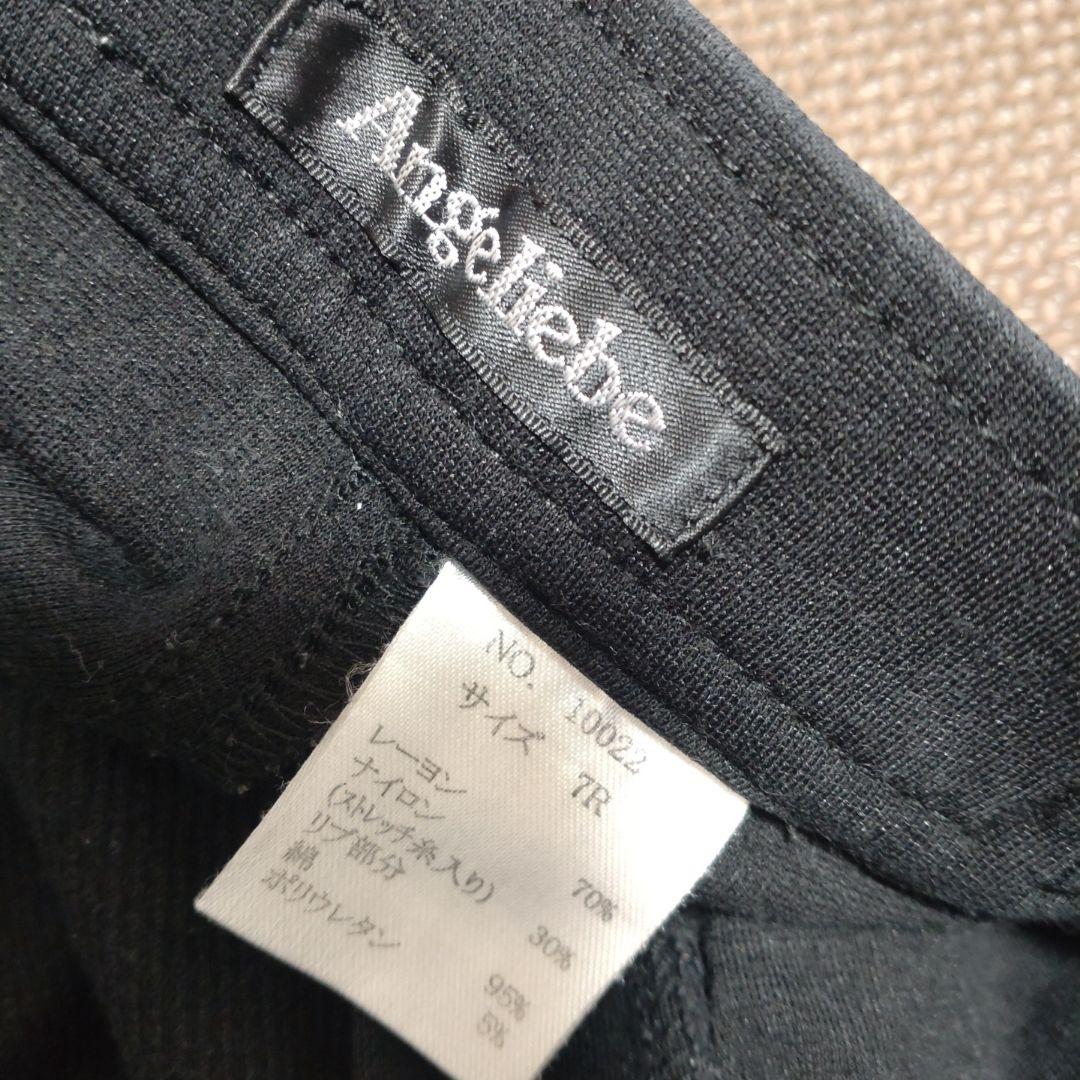 Angeliebe
NO. 10022
サイズ 7R
レーヨン 70%
ナイロン 30%
(ストレッチ糸入り)
リブ部分
綿 95%
ポリウレタン 5%